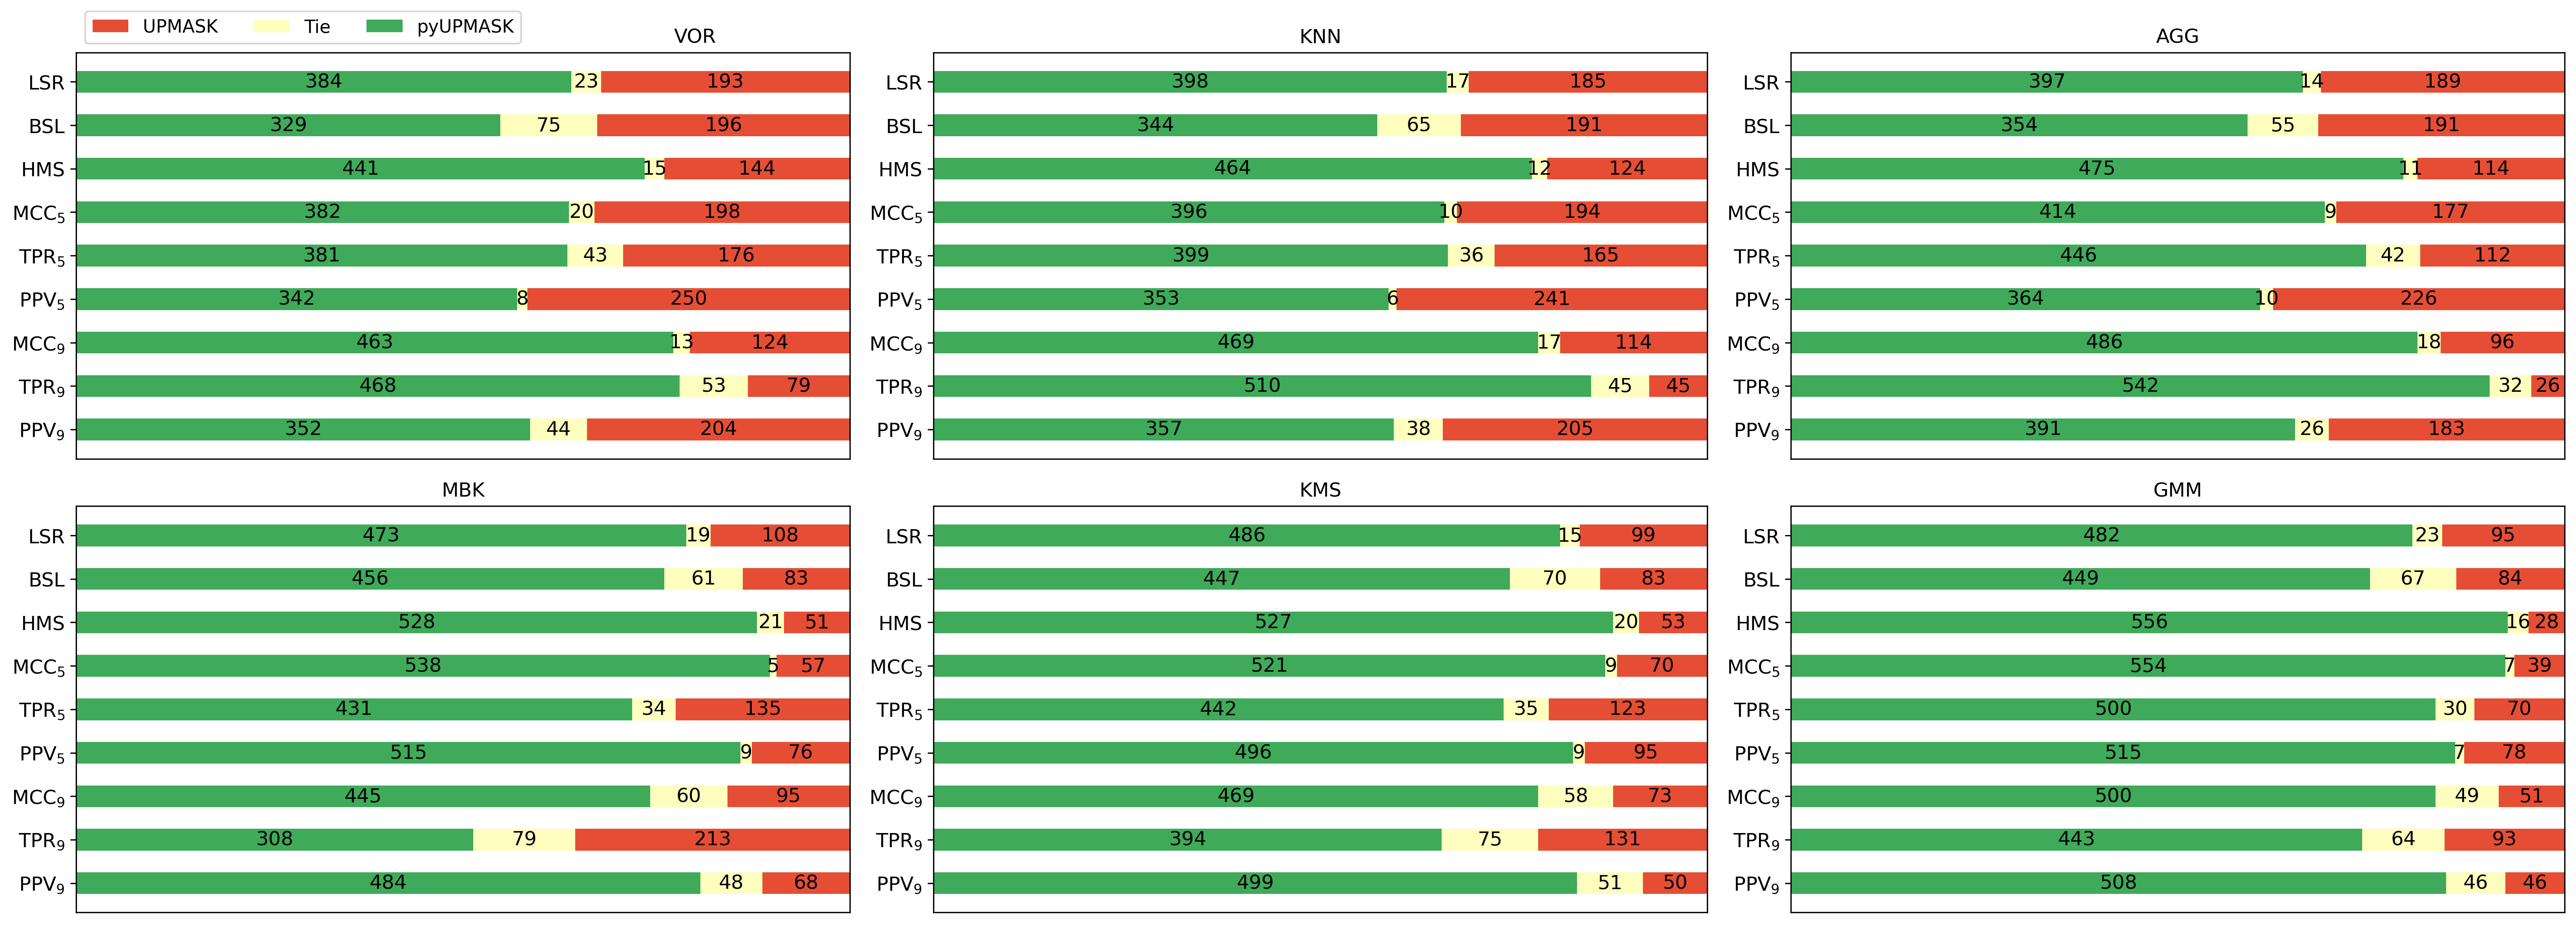 UPMASK Tie pyUPMASK
VOR
LSR 384 23 193
BSL 329 75 196
HMS 441 15 144
MCC₅ 382 20 198
TPR₅ 381 43 176
PPV₅ 342 8 250
MCC₉ 463 13 124
TPR₉ 468 53 79
PPV₉ 352 44 204
KNN
LSR 398 17 185
BSL 344 65 191
HMS 464 12 124
MCC₅ 396 10 194
TPR₅ 399 36 165
PPV₅ 353 6 241
MCC₉ 469 17 114
TPR₉ 510 45 45
PPV₉ 357 38 205
AGG
LSR 397 14 189
BSL 354 55 191
HMS 475 11 114
MCC₅ 414 9 177
TPR₅ 446 42 112
PPV₅ 364 10 226
MCC₉ 486 18 96
TPR₉ 542 32 26
PPV₉ 391 26 183
MBK
LSR 473 19 108
BSL 456 61 83
HMS 528 21 51
MCC₅ 538 5 57
TPR₅ 431 34 135
PPV₅ 515 9 76
MCC₉ 445 60 95
TPR₉ 308 79 213
PPV₉ 484 48 68
KMS
LSR 486 15 99
BSL 447 70 83
HMS 527 20 53
MCC₅ 521 9 70
TPR₅ 442 35 123
PPV₅ 496 9 95
MCC₉ 469 58 73
TPR₉ 394 75 131
PPV₉ 499 51 50
GMM
LSR 482 23 95
BSL 449 67 84
HMS 556 16 28
MCC₅ 554 7 39
TPR₅ 500 30 70
PPV₅ 515 7 78
MCC₉ 500 49 51
TPR₉ 443 64 93
PPV₉ 508 46 46